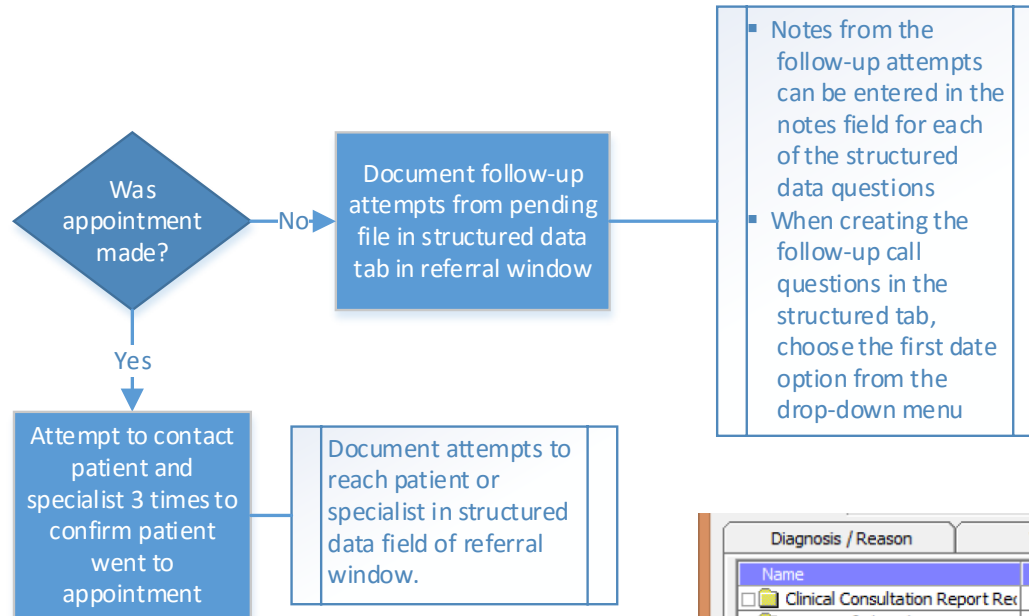 Was
appointment
made?
No
Document follow-up
attempts from pending
file in structured data
tab in referral window
▪ Notes from the
follow-up attempts
can be entered in the
notes field for each
of the structured
data questions
▪ When creating the
follow-up call
questions in the
structured tab,
choose the first date
option from the
drop-down menu
Yes
Attempt to contact
patient and
specialist 3 times to
confirm patient
went to
appointment
Document attempts to
reach patient or
specialist in structured
data field of referral
window.
Diagnosis / Reason
Name
Clinical Consultation Report Rec